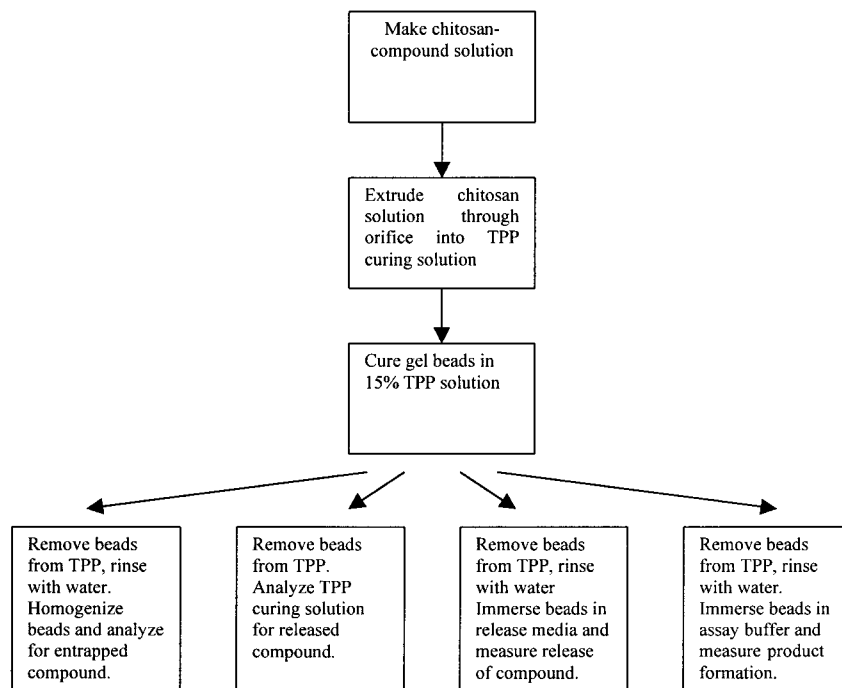 Make chitosan-
compound solution
Extrude chitosan
solution through
orifice into TPP
curing solution
Cure gel beads in
15% TPP solution
Remove beads
from TPP, rinse
with water.
Homogenize
beads and analyze
for entrapped
compound.
Remove beads
from TPP.
Analyze TPP
curing solution
for released
compound.
Remove beads
from TPP, rinse
with water
Immerse beads in
release media and
measure release
of compound.
Remove beads
from TPP, rinse
with water.
Immerse beads in
assay buffer and
measure product
formation.